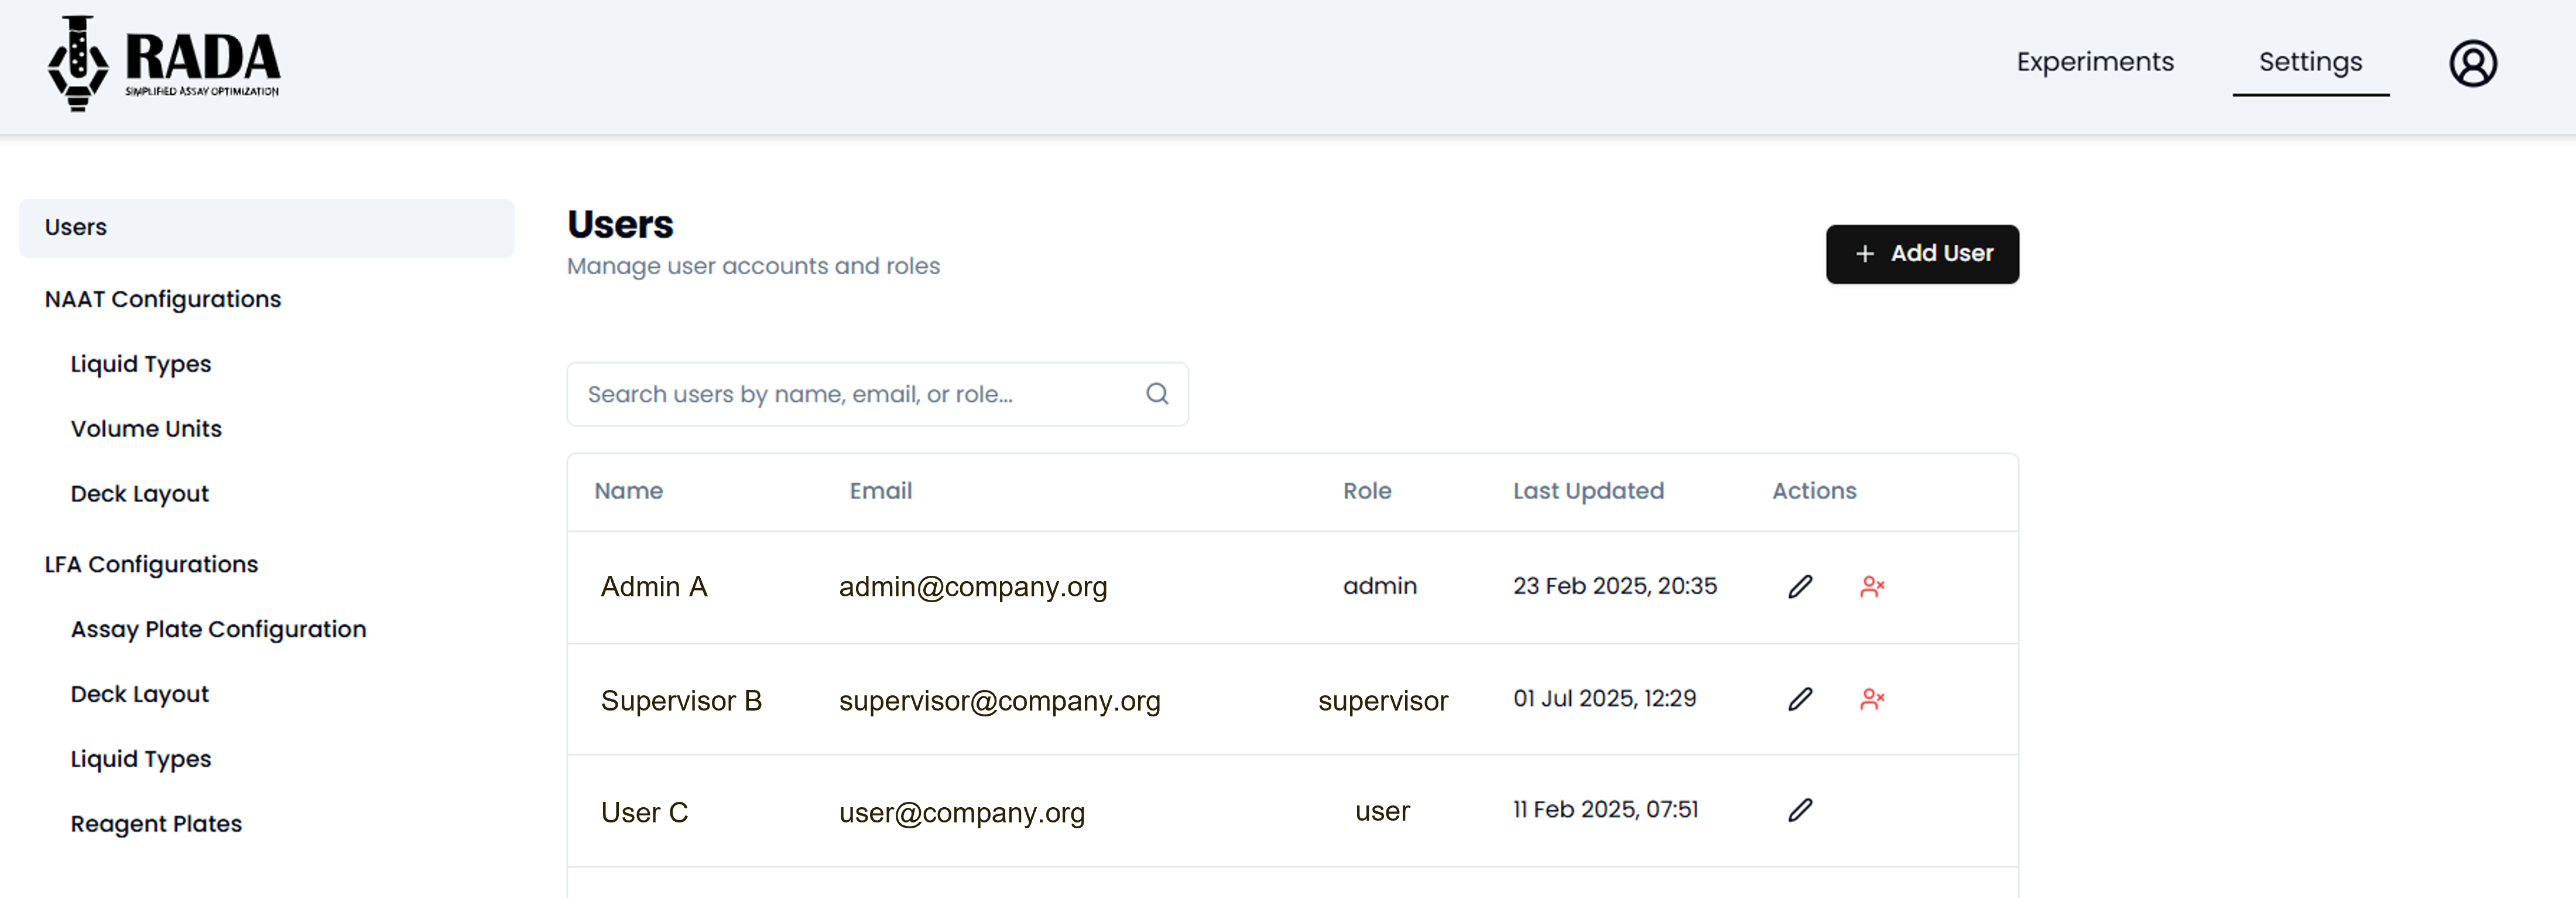 RADA
SIMPLIFIED ASSAY OPTIMIZATION
Experiments
Settings
Users
NAAT Configurations
Liquid Types
Volume Units
Deck Layout
LFA Configurations
Assay Plate Configuration
Deck Layout
Liquid Types
Reagent Plates
Users
Manage user accounts and roles
+ Add User
Search users by name, email, or role...
Name Email Role Last Updated Actions
Admin A admin@company.org admin 23 Feb 2025, 20:35
Supervisor B supervisor@company.org supervisor 01 Jul 2025, 12:29
User C user@company.org user 11 Feb 2025, 07:51